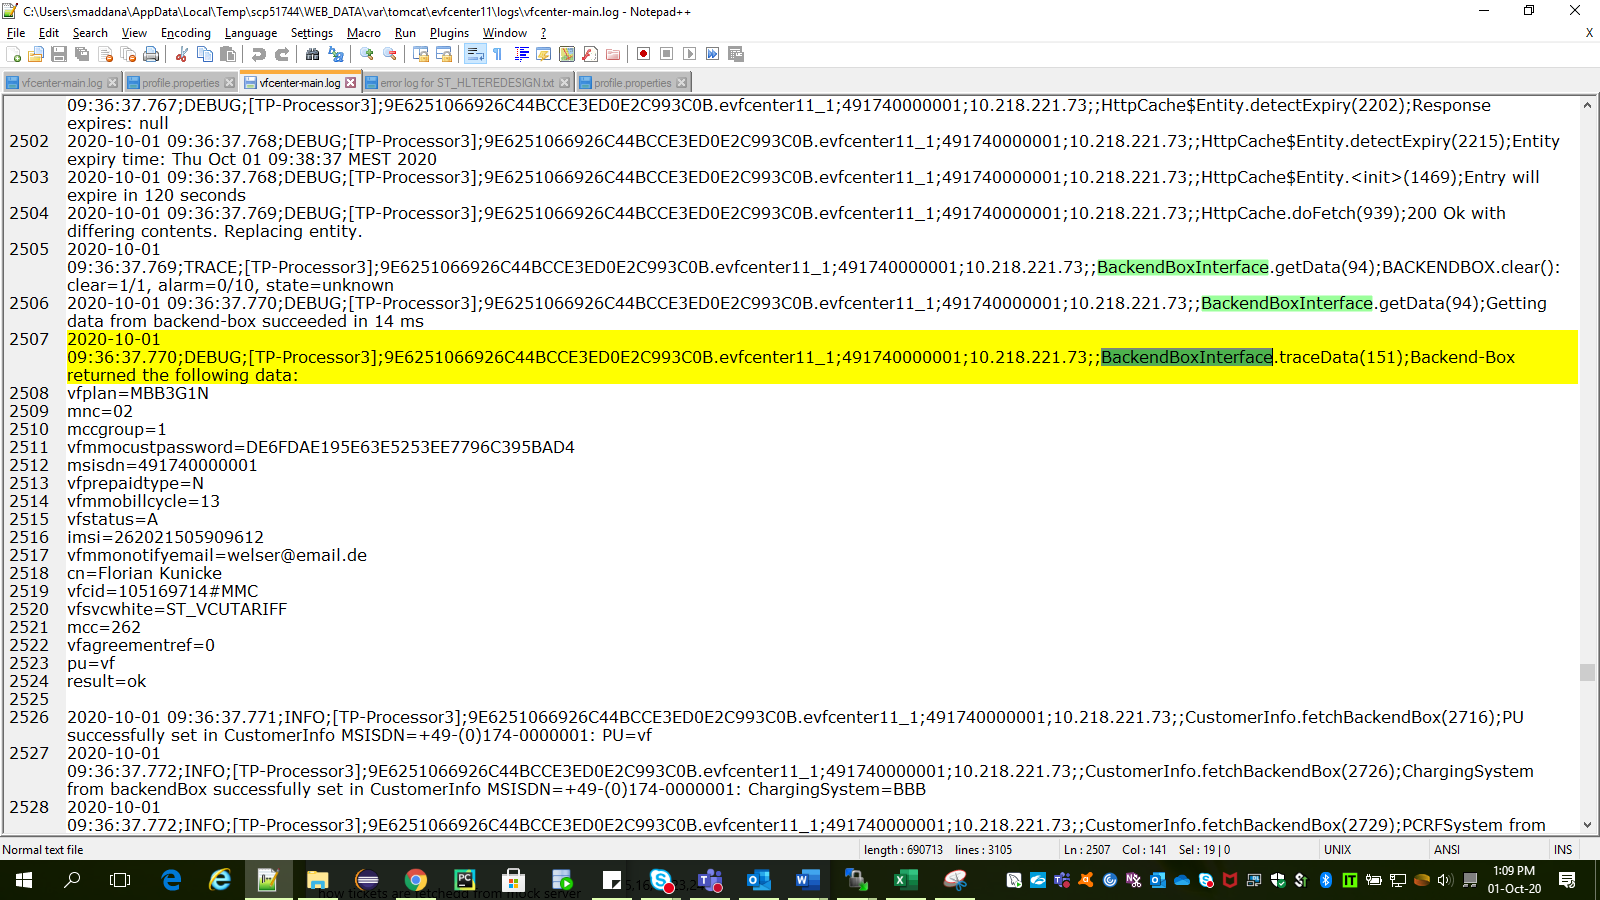 C:\Users\smaddana\AppData\Local\Temp\scp51744\WEB_DATA\var\tomcat\evfcenter11\logs\vfcenter-main.log - Notepad++
File Edit Search View Encoding Language Settings Macro Run Plugins Window ? X
vfcenter-main.log profile.properties vfcenter-main.log error log for ST_HLTEREDESIGN.txt profile.properties
09:36:37.767;DEBUG;[TP-Processor3];9E6251066926C44BCCE3ED0E2C993C0B.evfcenter11_1;491740000001;10.218.221.73;;HttpCache$Entity.detectExpiry(2202);Response
expires: null
2502 2020-10-01 09:36:37.768;DEBUG;[TP-Processor3];9E6251066926C44BCCE3ED0E2C993C0B.evfcenter11_1;491740000001;10.218.221.73;;HttpCache$Entity.detectExpiry(2215);Entity
expiry time: Thu Oct 01 09:38:37 MEST 2020
2503 2020-10-01 09:36:37.768;DEBUG;[TP-Processor3];9E6251066926C44BCCE3ED0E2C993C0B.evfcenter11_1;491740000001;10.218.221.73;;HttpCache$Entity.<init>(1469);Entry will
expire in 120 seconds
2504 2020-10-01 09:36:37.769;DEBUG;[TP-Processor3];9E6251066926C44BCCE3ED0E2C993C0B.evfcenter11_1;491740000001;10.218.221.73;;HttpCache.doFetch(939);200 Ok with
differing contents. Replacing entity.
2505 2020-10-01
09:36:37.769;TRACE;[TP-Processor3];9E6251066926C44BCCE3ED0E2C993C0B.evfcenter11_1;491740000001;10.218.221.73;;BackendBoxInterface.getData(94);BACKENDBOX.clear():
clear=1/1, alarm=0/10, state=unknown
2506 2020-10-01 09:36:37.770;DEBUG;[TP-Processor3];9E6251066926C44BCCE3ED0E2C993C0B.evfcenter11_1;491740000001;10.218.221.73;;BackendBoxInterface.getData(94);Getting
data from backend-box succeeded in 14 ms
2507 2020-10-01
09:36:37.770;DEBUG;[TP-Processor3];9E6251066926C44BCCE3ED0E2C993C0B.evfcenter11_1;491740000001;10.218.221.73;;BackendBoxInterface.traceData(151);Backend-Box
returned the following data:
2508 vfplan=MBB3G1N
2509 mnc=02
2510 mccgroup=1
2511 vfmmocustpassword=DE6FDAE195E63E5253EE7796C395BAD4
2512 msisdn=491740000001
2513 vfprepaidtype=N
2514 vfmmobillcycle=13
2515 vfstatus=A
2516 imsi=262021505909612
2517 vfmmonotifyemail=welser@email.de
2518 cn=Florian Kunicke
2519 vfcid=105169714#MMC
2520 vfsvcwhite=ST_VCUTARIFF
2521 mcc=262
2522 vfagreementref=0
2523 pu=vf
2524 result=ok
2525
2526 2020-10-01 09:36:37.771;INFO;[TP-Processor3];9E6251066926C44BCCE3ED0E2C993C0B.evfcenter11_1;491740000001;10.218.221.73;;CustomerInfo.fetchBackendBox(2716);PU
successfully set in CustomerInfo MSISDN=+49-(0)174-0000001: PU=vf
2527 2020-10-01
09:36:37.772;INFO;[TP-Processor3];9E6251066926C44BCCE3ED0E2C993C0B.evfcenter11_1;491740000001;10.218.221.73;;CustomerInfo.fetchBackendBox(2726);ChargingSystem
from backendBox successfully set in CustomerInfo MSISDN=+49-(0)174-0000001: ChargingSystem=BBB
2528 2020-10-01
09:36:37.772;INFO;[TP-Processor3];9E6251066926C44BCCE3ED0E2C993C0B.evfcenter11_1;491740000001;10.218.221.73;;CustomerInfo.fetchBackendBox(2729);PCRFSystem from
Normal text file length : 690713 lines : 3105 Ln : 2507 Col : 141 Sel : 19 | 0 UNIX ANSI INS
1:09 PM
01-Oct-20
how tickets are fetchedd from mock server